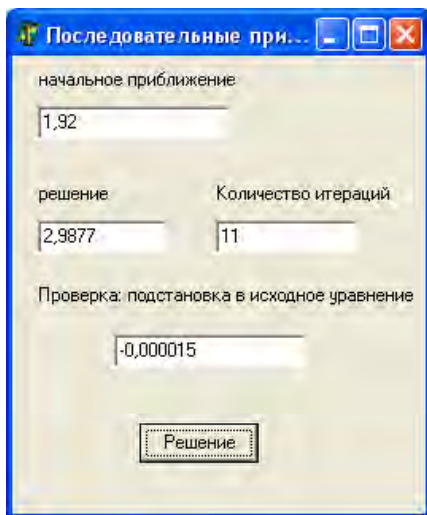 Последовательные при...
начальное приближение
1,92
решение Количество итераций
2,9877 11
Проверка: подстановка в исходное уравнение
-0,000015
Решение